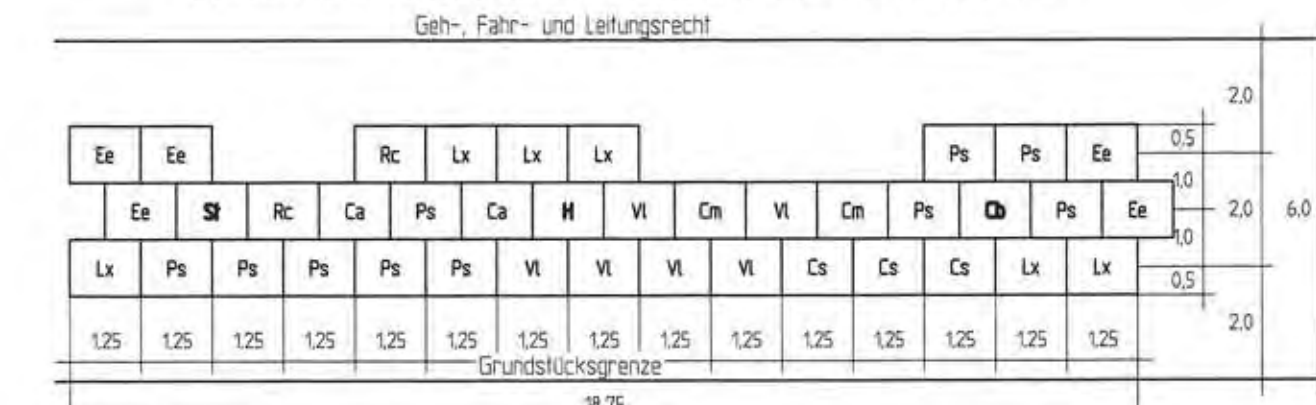 Geh-, Fahr- und Leitungsrecht
2.0
Ee Ee Rc Lx Lx Lx Ps Ps Ee 0,5
1,0
Ee Rc Ca Ps Ca H Vl Cm Vl Cm Ps Cb Ps Ee 2,0 6,0
1,0
Lx Ps Ps Ps Ps Ps Vl Vl Vl Vl Cs Cs Cs Lx Lx 0,5
2,0
1,25 1,25 1,25 1,25 1,25 1,25 1,25 1,25 1,25 1,25 1,25 1,25 1,25 1,25 1,25
Grundstücksgrenze
18,75